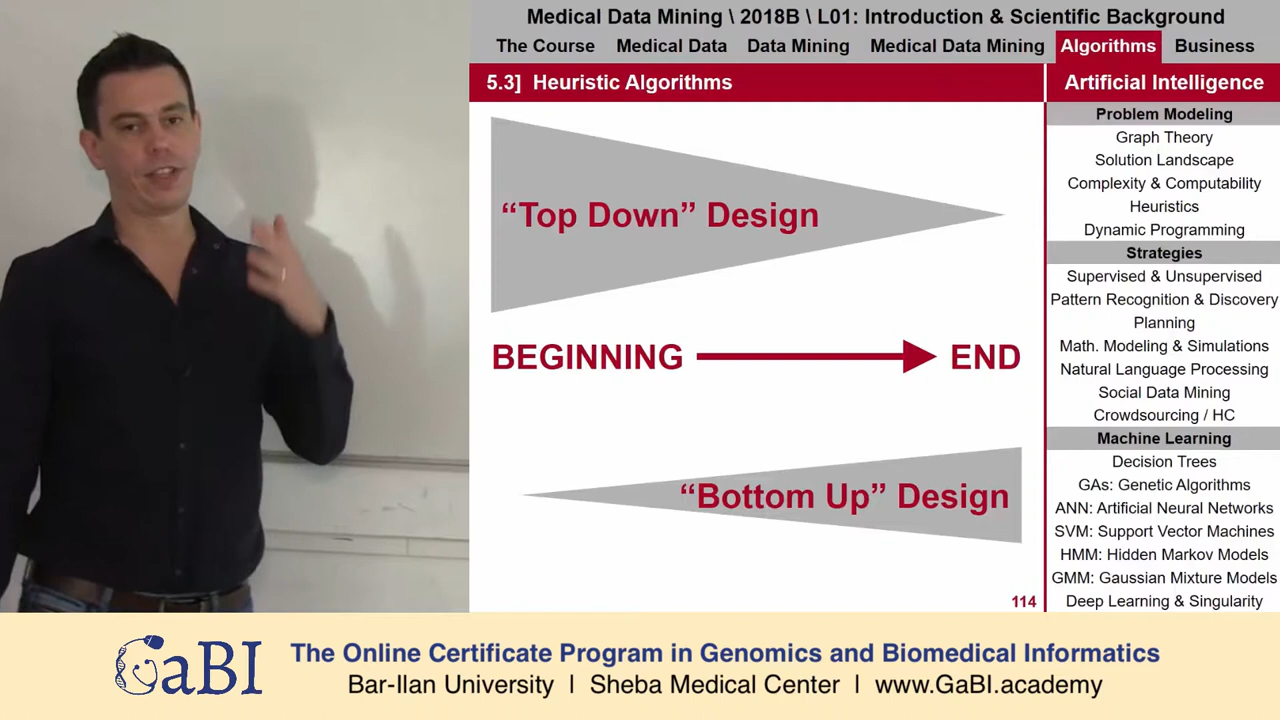 Medical Data Mining \ 2018B \ L01: Introduction & Scientific Background
The Course Medical Data Data Mining Medical Data Mining Algorithms Business
5.3] Heuristic Algorithms
Artificial Intelligence
“Top Down” Design
BEGINNING END
“Bottom Up” Design
114
Problem Modeling
Graph Theory
Solution Landscape
Complexity & Computability
Heuristics
Dynamic Programming
Strategies
Supervised & Unsupervised
Pattern Recognition & Discovery
Planning
Math. Modeling & Simulations
Natural Language Processing
Social Data Mining
Crowdsourcing / HC
Machine Learning
Decision Trees
GAs: Genetic Algorithms
ANN: Artificial Neural Networks
SVM: Support Vector Machines
HMM: Hidden Markov Models
GMM: Gaussian Mixture Models
Deep Learning & Singularity
GaBI
The Online Certificate Program in Genomics and Biomedical Informatics
Bar-Ilan University | Sheba Medical Center | www.GaBI.academy